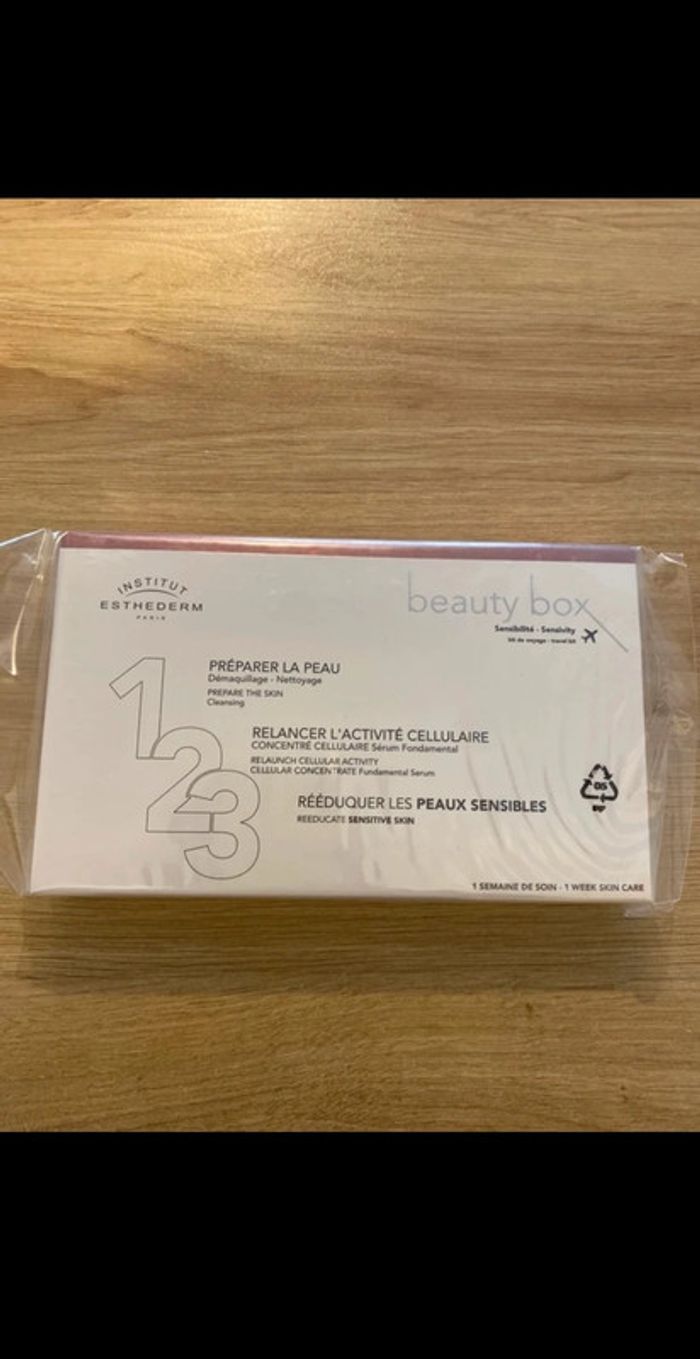 INSTITUT
ESTHEDERM
PARIS
beauty box
Sensibilité - Sensivity
kit de voyage - travel kit
1
PRÉPARER LA PEAU
Démaquillage - Nettoyage
PREPARE THE SKIN
Cleansing
2
RELANCER L'ACTIVITÉ CELLULAIRE
CONCENTRÉ CELLULAIRE Sérum Fondamental
RELAUNCH CELLULAR ACTIVITY
CELLULAR CONCENTRATE Fundamental Serum
3
RÉÉDUQUER LES PEAUX SENSIBLES
REEDUCATE SENSITIVE SKIN
05
PP
1 SEMAINE DE SOIN - 1 WEEK SKIN CARE